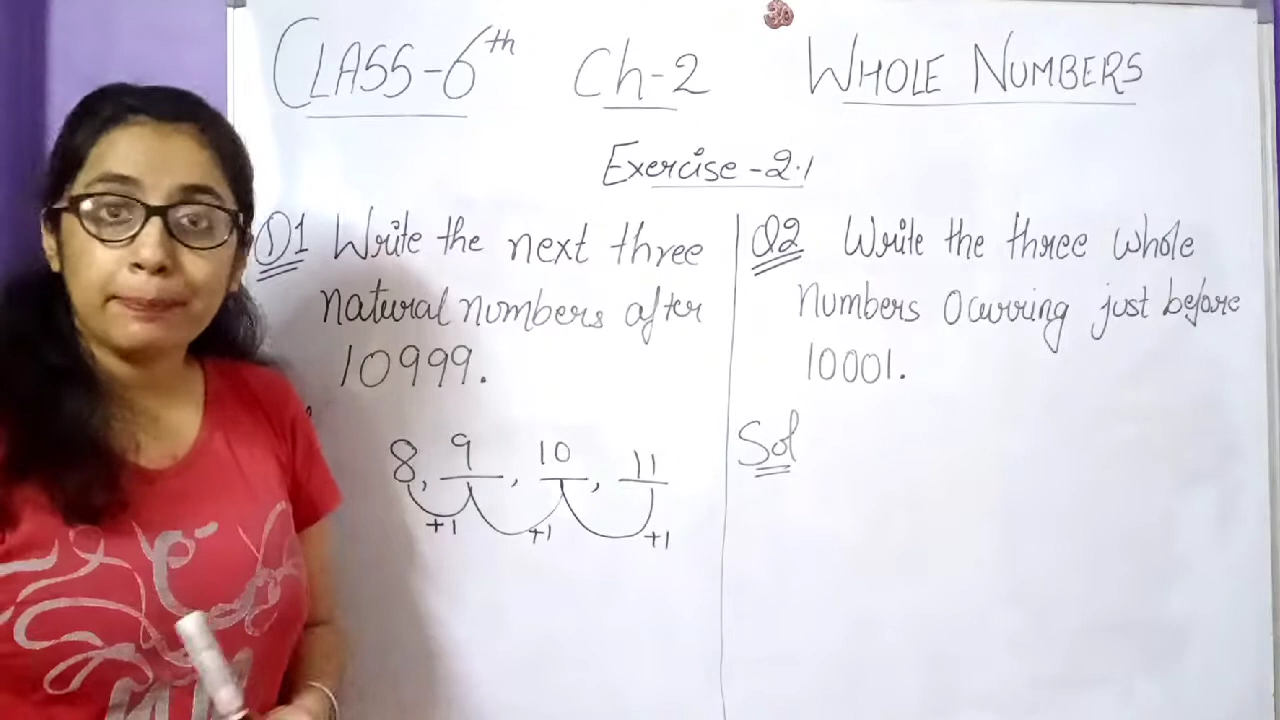 CLASS-6th Ch-2 WHOLE NUMBERS
Exercise-2.1
Q1 Write the next three
natural numbers after
10999.
8, 9, 10, 11
+1 +1 +1
Q2 Write the three whole
numbers Ocurring just before
10001.
Sol